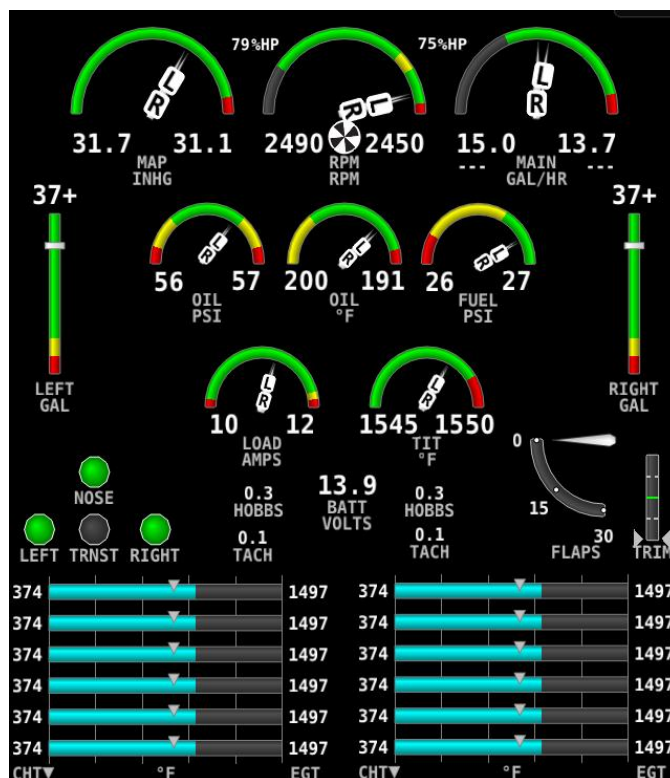 79%HP 75%HP
L R L R L R
31.7 31.1 2490 2450 15.0 13.7
MAP RPM --- MAIN ---
INHG RPM GAL/HR
37+ 37+
L R L R L R
56 57 200 191 26 27
OIL OIL FUEL
PSI °F PSI
L R L R
LEFT RIGHT
GAL GAL
10 12 1545 1550
LOAD TIT
AMPS °F
0
NOSE
0.3 13.9 0.3
HOBBS BATT HOBBS
VOLTS
15
0.1 0.1 30
LEFT TRNST RIGHT TACH TACH FLAPS TRIM
374 1497 374 1497
374 1497 374 1497
374 1497 374 1497
374 1497 374 1497
374 1497 374 1497
374 1497 374 1497
CHT °F EGT CHT °F EGT